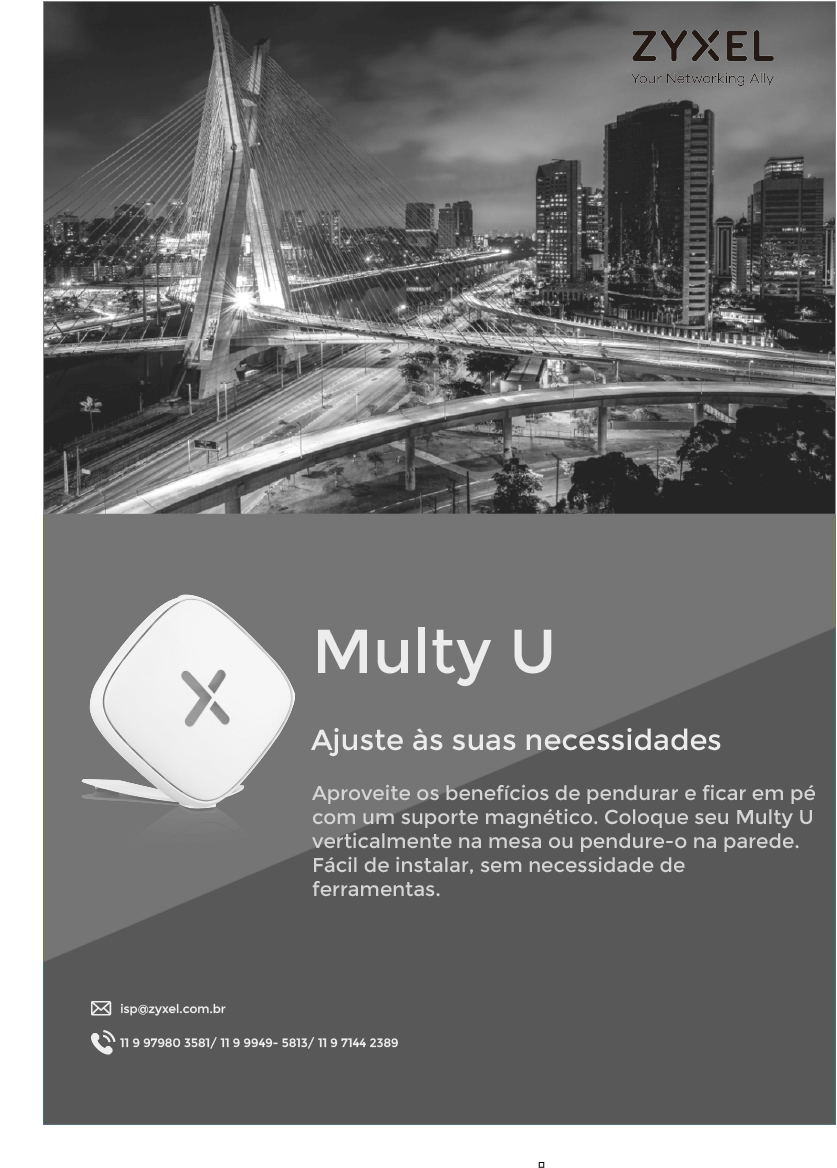 ZYXEL
Your Networking Ally
Multy U
Ajuste às suas necessidades
Aproveite os benefícios de pendurar e ficar em pé
com um suporte magnético. Coloque seu Multy U
verticalmente na mesa ou pendure-o na parede.
Fácil de instalar, sem necessidade de
ferramentas.
isp@zyxel.com.br
11 9 97980 3581/ 11 9 9949- 5813/ 11 9 7144 2389